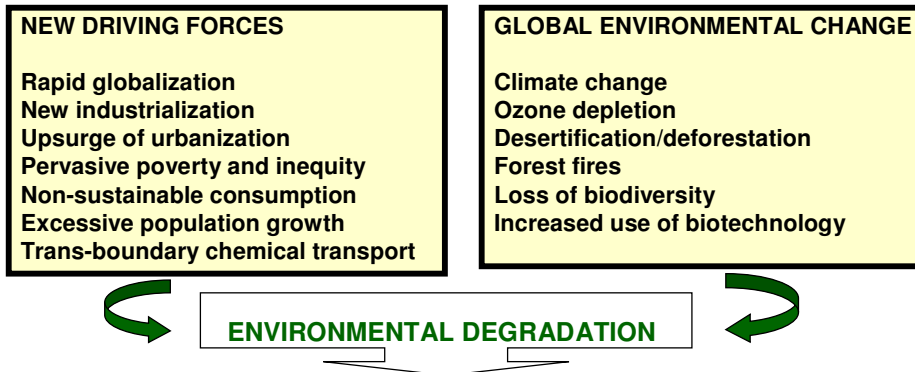 NEW DRIVING FORCES
Rapid globalization
New industrialization
Upsurge of urbanization
Pervasive poverty and inequity
Non-sustainable consumption
Excessive population growth
Trans-boundary chemical transport
GLOBAL ENVIRONMENTAL CHANGE
Climate change
Ozone depletion
Desertification/deforestation
Forest fires
Loss of biodiversity
Increased use of biotechnology
ENVIRONMENTAL DEGRADATION